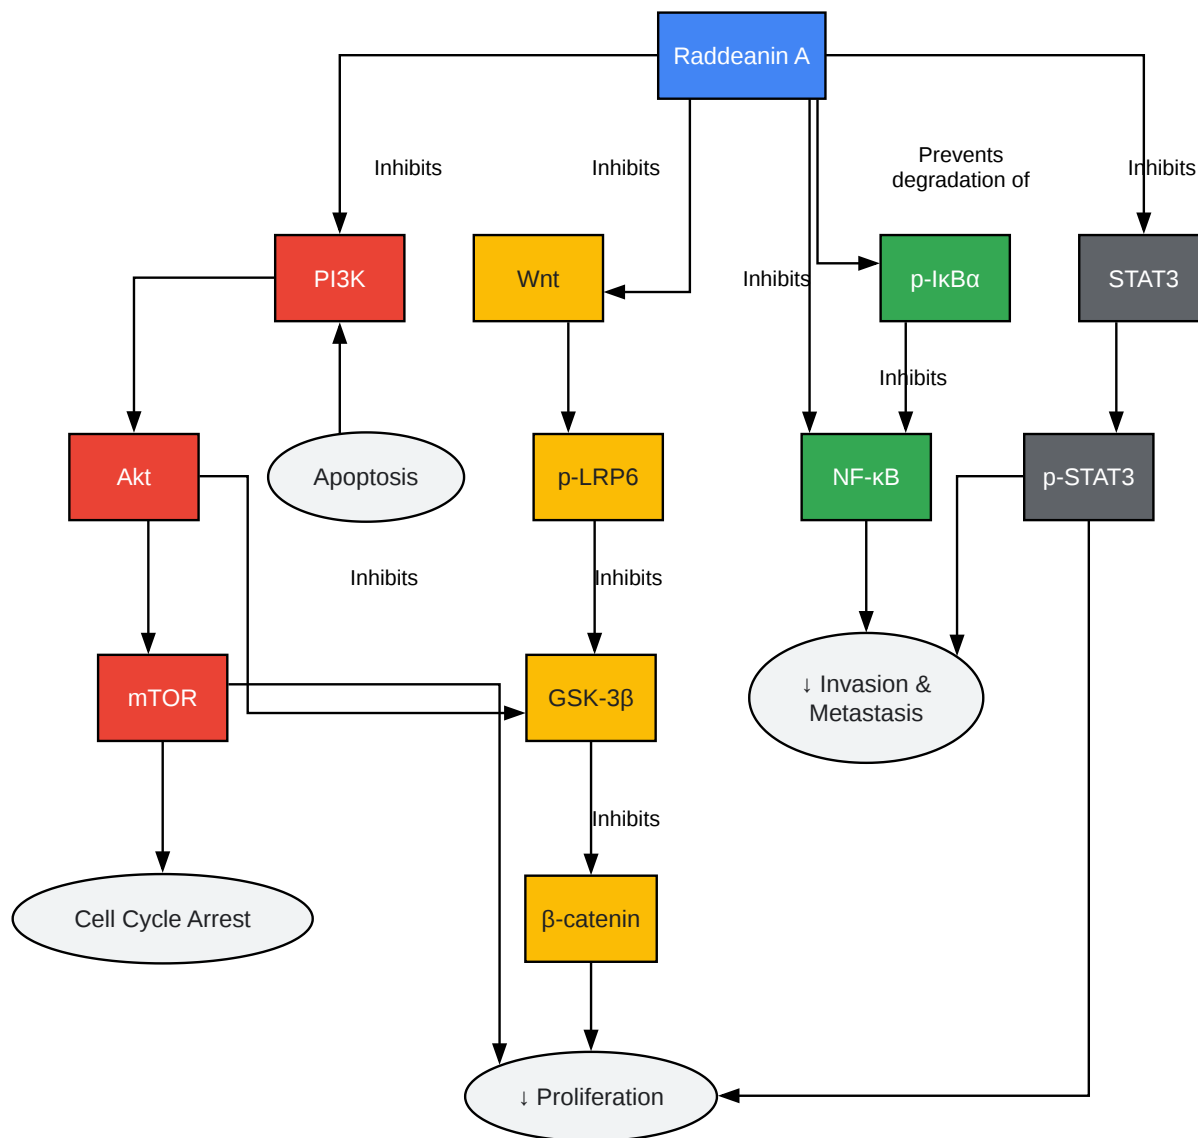 Raddeanin A
Prevents
degradation of
Inhibits
Inhibits
Inhibits
PI3K
Wnt
Inhibits
p-IκBα
STAT3
Inhibits
Akt
Apoptosis
p-LRP6
NF-κB
p-STAT3
Inhibits
Inhibits
mTOR
GSK-3β
↓ Invasion &
Metastasis
Inhibits
Cell Cycle Arrest
β-catenin
↓ Proliferation